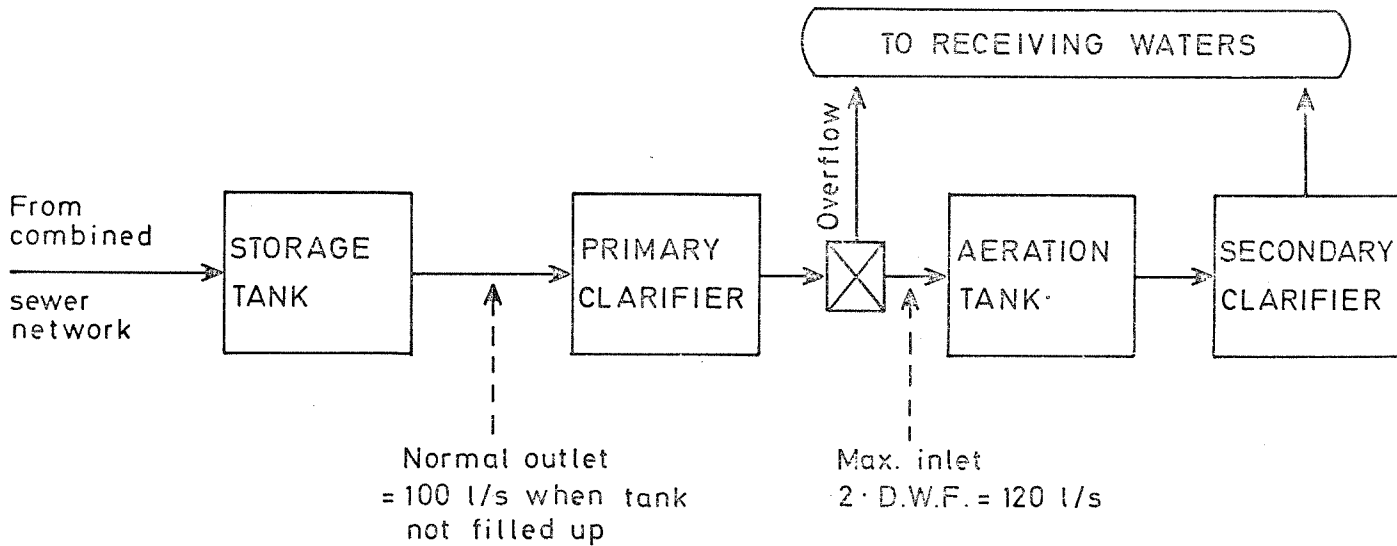 TO RECEIVING WATERS
Overflow
From
combined
sewer
network
STORAGE
TANK
PRIMARY
CLARIFIER
AERATION
TANK
SECONDARY
CLARIFIER
Normal outlet
= 100 l/s when tank
not filled up
Max. inlet
2 · D.W.F. = 120 l/s